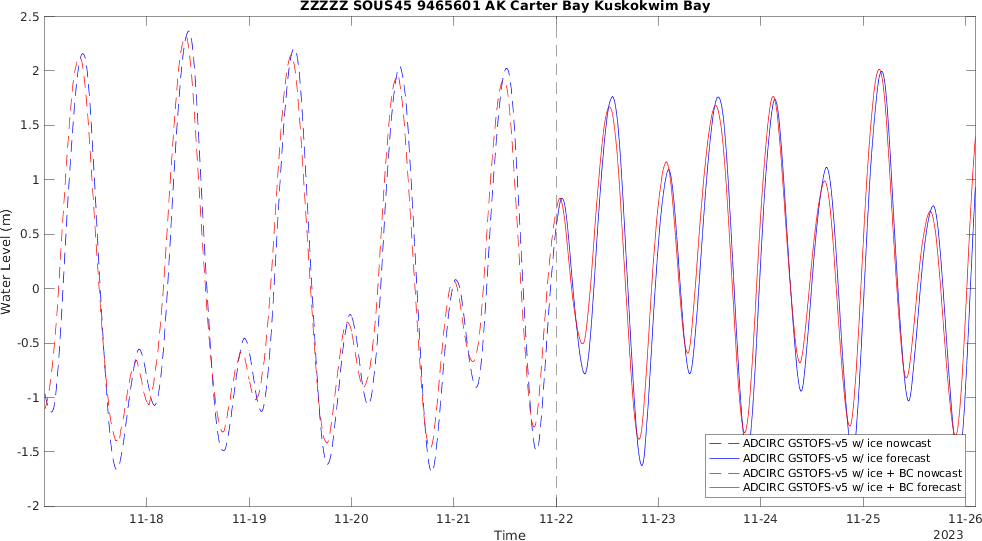 ZZZZZ SOUS45 9465601 AK Carter Bay Kuskokwim Bay
2.5
2
1.5
1
0.5
0
-0.5
-1
-1.5
-2
Water Level (m)
ADCIRC GSTOFS-v5 w/ ice nowcast
ADCIRC GSTOFS-v5 w/ ice forecast
ADCIRC GSTOFS-v5 w/ ice + BC nowcast
ADCIRC GSTOFS-v5 w/ ice + BC forecast
11-18 11-19 11-20 11-21 11-22 11-23 11-24 11-25 11-26
Time
2023